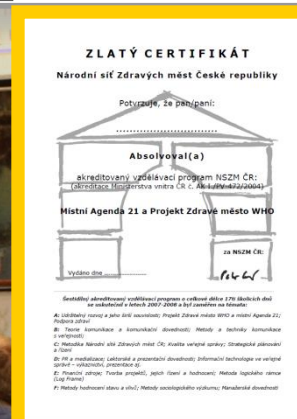 ZLATÝ CERTIFIKÁT
Národní síť Zdravých měst České republiky
Potvrzuje, že pan/paní:
Absolvoval(a)
akreditovaný vzdělávací program NSZM ČR:
(akreditace Ministerstva vnitra ČR č. AK I./PV-472/2004)
Místní Agenda 21 a Projekt Zdravé město WHO
za NSZM ČR:
Vydáno dne
Šestidílný akreditovaný vzdělávací program o celkové délce 176 školicích dnů
se uskutečnil v letech 2007-2008 a byl zaměřen na témata:
A: Udržitelný rozvoj a jeho širší souvislosti; Projekt Zdravé město WHO a místní Agenda 21;
Podpora zdraví
B: Teorie komunikace a komunikační dovednosti; Metody a techniky komunikace
s veřejností;
C: Metodika Národní sítě Zdravých měst ČR; Kvalita veřejné správy; Strategické plánování
a řízení
D: PR a medializace; Lektorské a prezentační dovednosti; Informační technologie ve veřejné
správě - výkaznictví, prezentace aj.
E: Finanční zdroje; Tvorba projektů, jejich řízení a hodnocení; Metoda logického rámce
(Log Frame)
F: Metody hodnocení stavu a vlivů; Metody sociologického výzkumu; Manažerské dovednosti